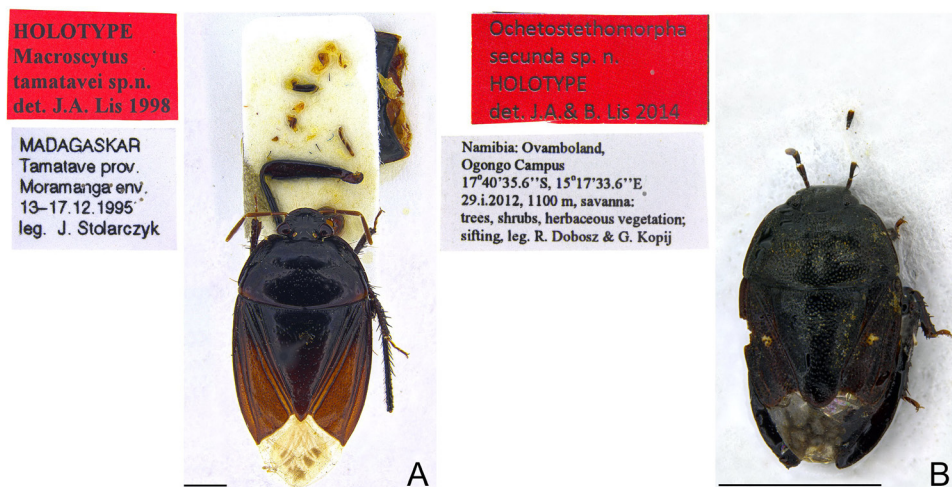 HOLOTYPE
Macroscytus
tamatavei sp.n.
det. J.A. Lis 1998
MADAGASKAR
Tamatave prov.
Moramanga env.
13–17.12.1995
leg. J. Stolarczyk
A
Ochetostethomorpha
secunda sp. n.
HOLOTYPE
det. J.A.& B. Lis 2014
Namibia: Ovamboland,
Ogongo Campus
17°40'35.6''S, 15°17'33.6''E
29.i.2012, 1100 m, savanna:
trees, shrubs, herbaceous vegetation;
sifting, leg. R. Dobosz & G. Kopij
B